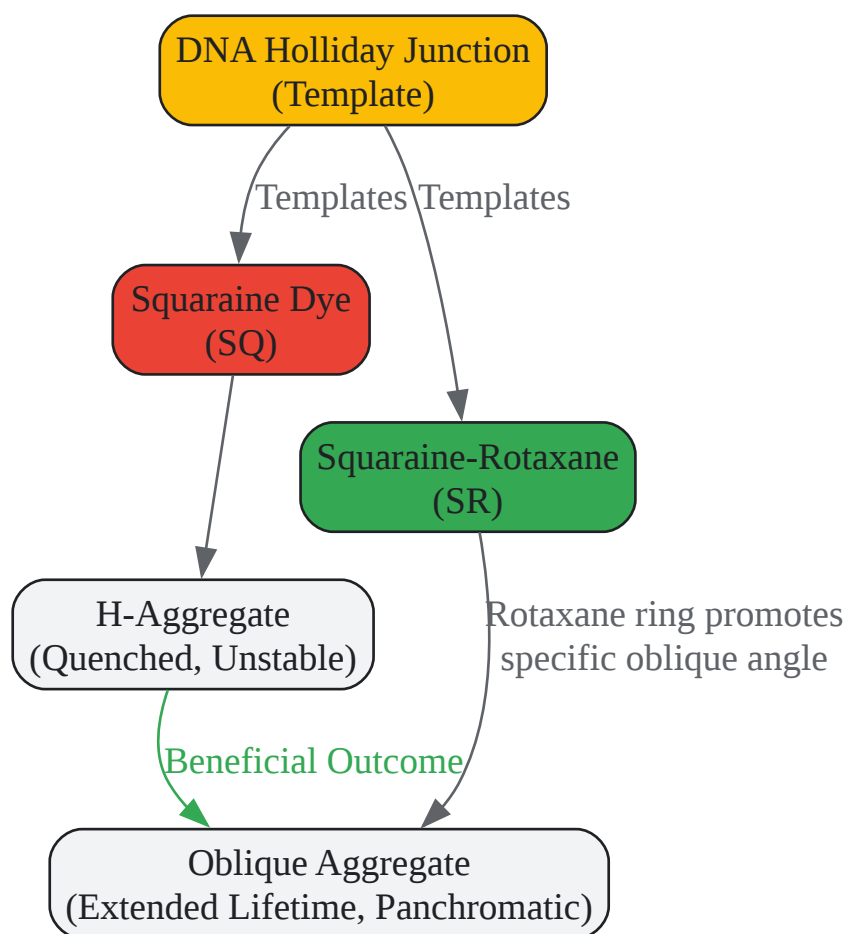 DNA Holliday Junction
(Template)
Templates
Templates
Squaraine Dye
(SQ)
Squaraine-Rotaxane
(SR)
H-Aggregate
(Quenched, Unstable)
Rotaxane ring promotes
specific oblique angle
Beneficial Outcome
Oblique Aggregate
(Extended Lifetime, Panchromatic)